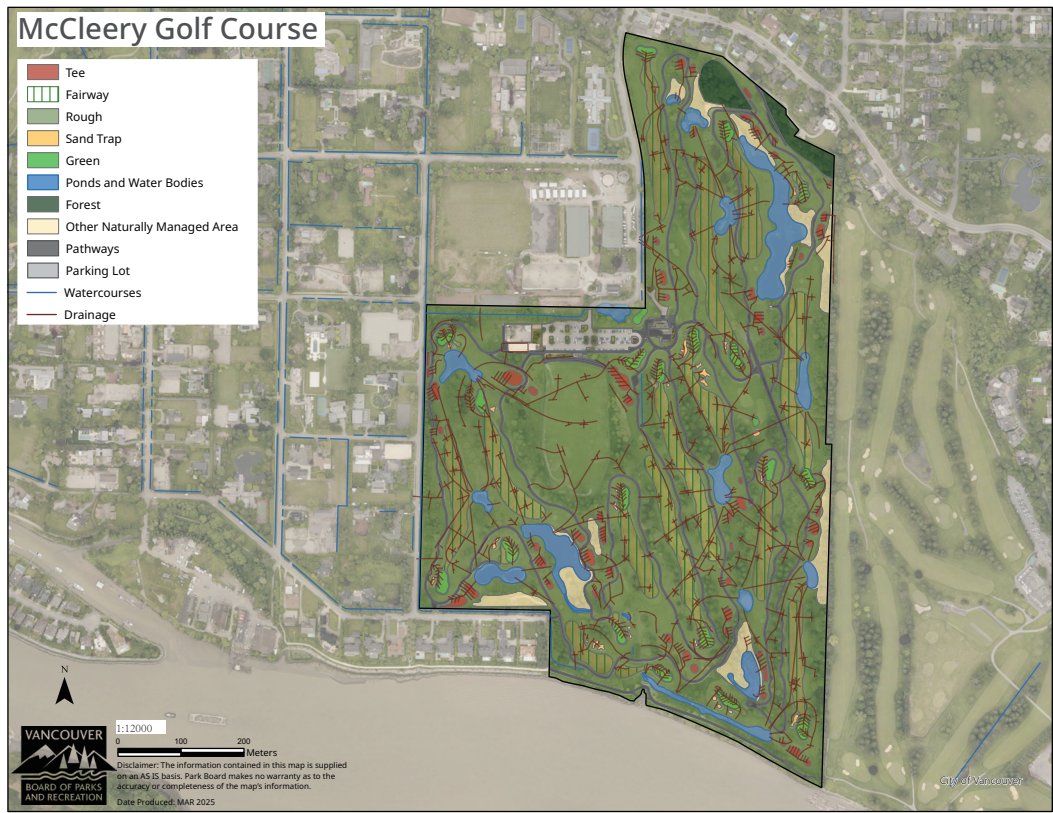 McCleery Golf Course
Tee
Fairway
Rough
Sand Trap
Green
Ponds and Water Bodies
Forest
Other Naturally Managed Area
Pathways
Parking Lot
Watercourses
Drainage
N
1:12000
0 100 200
Meters
VANCOUVER
BOARD OF PARKS
AND RECREATION
Disclaimer: The information contained in this map is supplied
on an AS IS basis. Park Board makes no warranty as to the
accuracy or completeness of the map's information.
Date Produced: MAR 2025
City of Vancouver